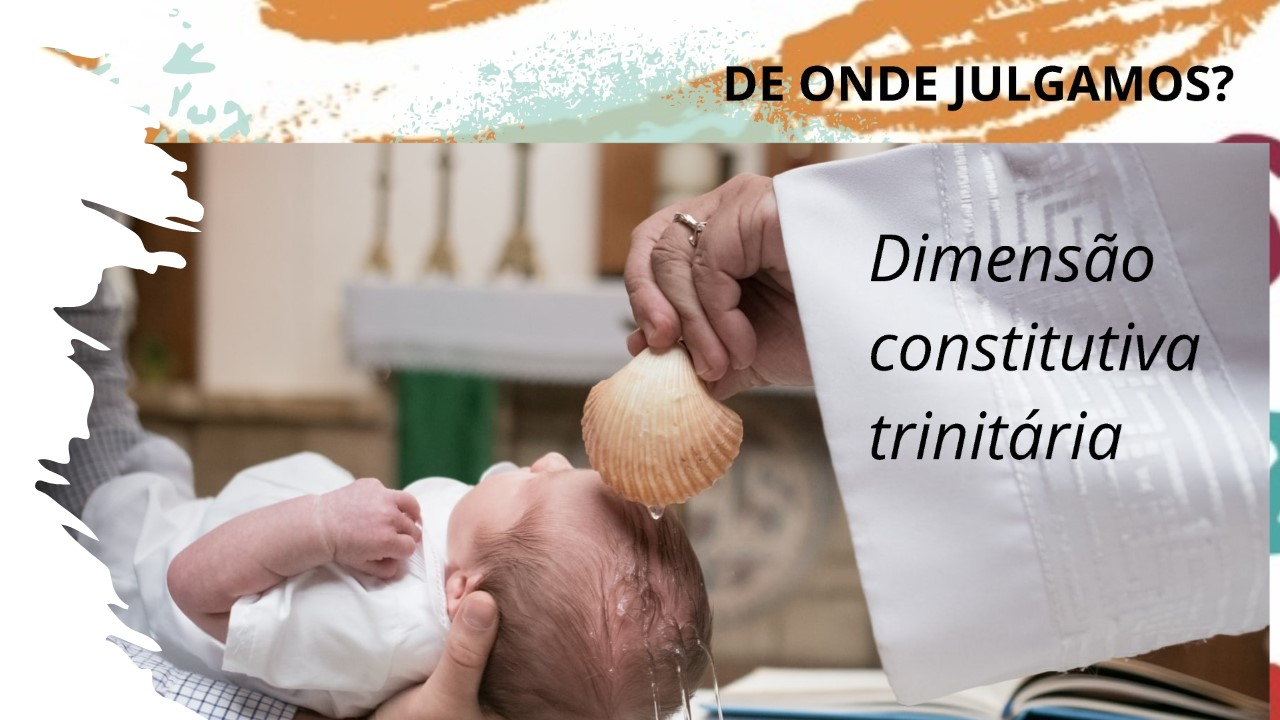 DE ONDE JULGAMOS?
Dimensão
constitutiva
trinitária